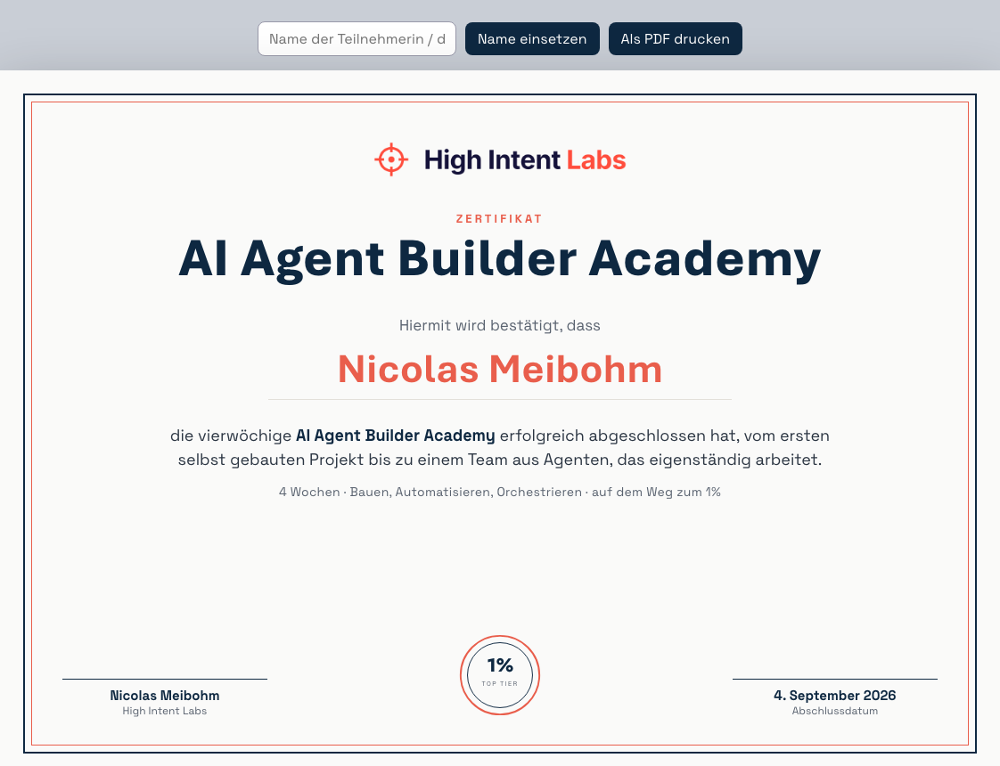 Name der Teilnehmerin / d
Name einsetzen
Als PDF drucken
High Intent Labs
ZERTIFIKAT
AI Agent Builder Academy
Hiermit wird bestätigt, dass
Nicolas Meibohm
die vierwöchige AI Agent Builder Academy erfolgreich abgeschlossen hat, vom ersten
selbst gebauten Projekt bis zu einem Team aus Agenten, das eigenständig arbeitet.
4 Wochen · Bauen, Automatisieren, Orchestrieren · auf dem Weg zum 1%
1%
TOP TIER
Nicolas Meibohm
High Intent Labs
4. September 2026
Abschlussdatum